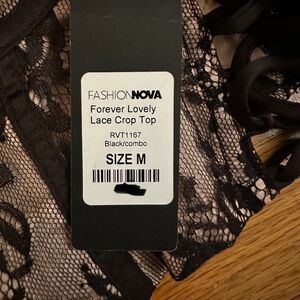 FASHIONNOVA
Forever Lovely
Lace Crop Top
RVT1167
Black/combo
SIZE M